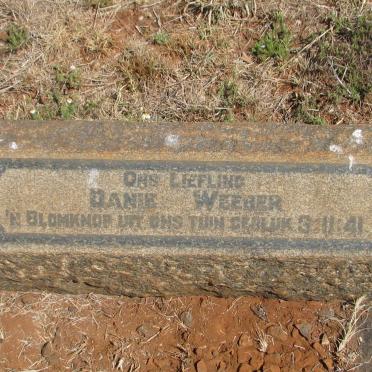 ONS LIEFLING
DANIE WEEBER
'N BLOMKNOP UIT ONS TUIN GEPLUK 3·11·41